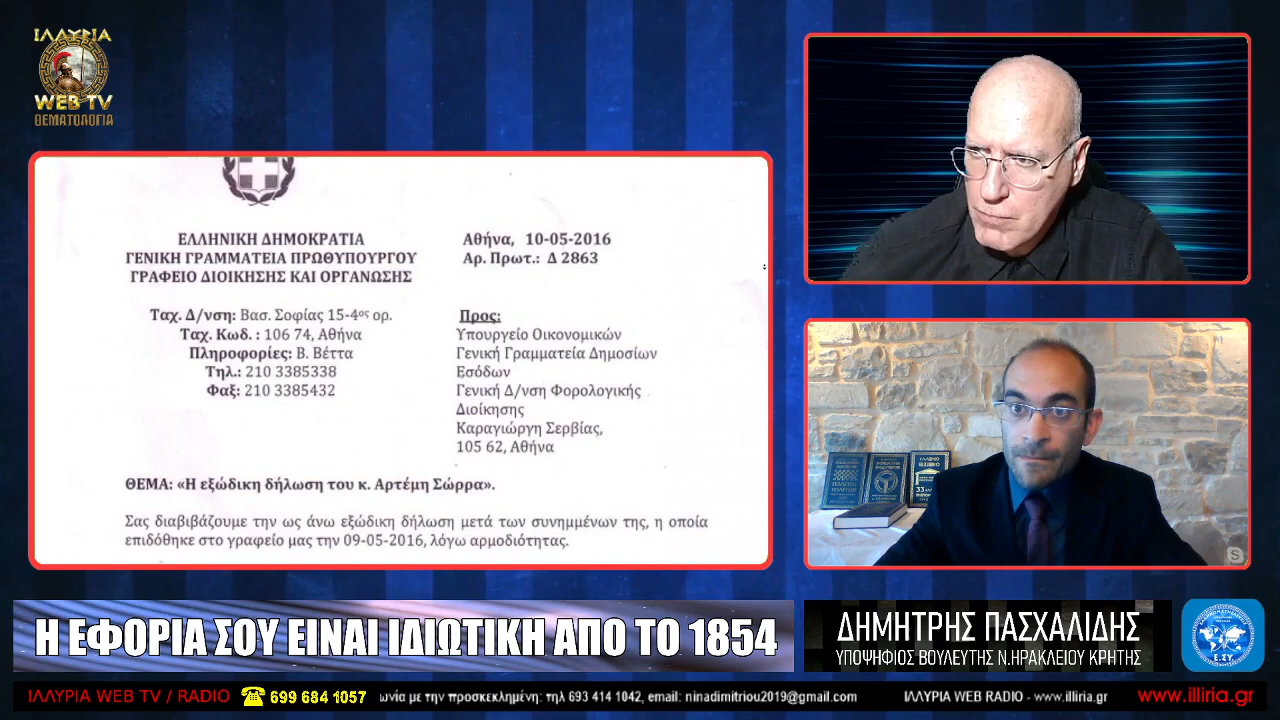 ΙΛΛΥΡΙΑ
WEB TV
ΘΕΜΑΤΟΛΟΓΙΑ
ΕΛΛΗΝΙΚΗ ΔΗΜΟΚΡΑΤΙΑ
ΓΕΝΙΚΗ ΓΡΑΜΜΑΤΕΙΑ ΠΡΩΘΥΠΟΥΡΓΟΥ
ΓΡΑΦΕΙΟ ΔΙΟΙΚΗΣΗΣ ΚΑΙ ΟΡΓΑΝΩΣΗΣ
Αθήνα, 10-05-2016
Αρ. Πρωτ.: Δ 2863
Ταχ. Δ/νση: Βασ. Σοφίας 15-4ος ορ.
Ταχ. Κωδ. : 106 74, Αθήνα
Πληροφορίες: Β. Βέττα
Τηλ.: 210 3385338
Φαξ: 210 3385432
Προς:
Υπουργείο Οικονομικών
Γενική Γραμματεία Δημοσίων
Εσόδων
Γενική Δ/νση Φορολογικής
Διοίκησης
Καραγιώργη Σερβίας,
105 62, Αθήνα
ΘΕΜΑ: «Η εξώδικη δήλωση του κ. Αρτέμη Σώρρα».
Σας διαβιβάζουμε την ως άνω εξώδικη δήλωση μετά των συνημμένων της, η οποία
επιδόθηκε στο γραφείο μας την 09-05-2016, λόγω αρμοδιότητας.
S
Η ΕΦΟΡΙΑ ΣΟΥ ΕΙΝΑΙ ΙΔΙΩΤΙΚΗ ΑΠΟ ΤΟ 1854
ΔΗΜΗΤΡΗΣ ΠΑΣΧΑΛΙΔΗΣ
ΥΠΟΨΗΦΙΟΣ ΒΟΥΛΕΥΤΗΣ Ν.ΗΡΑΚΛΕΙΟΥ ΚΡΗΤΗΣ
Ε.ΣΥ
ΙΛΛΥΡΙΑ WEB TV / RADIO ☎ 699 684 1057 ωνία με την προσκεκλημένη: τηλ 693 414 1042, email: ninadimitriou2019@gmail.com ΙΛΛΥΡΙΑ WEB RADIO - www.illiria.gr www.illiria.gr